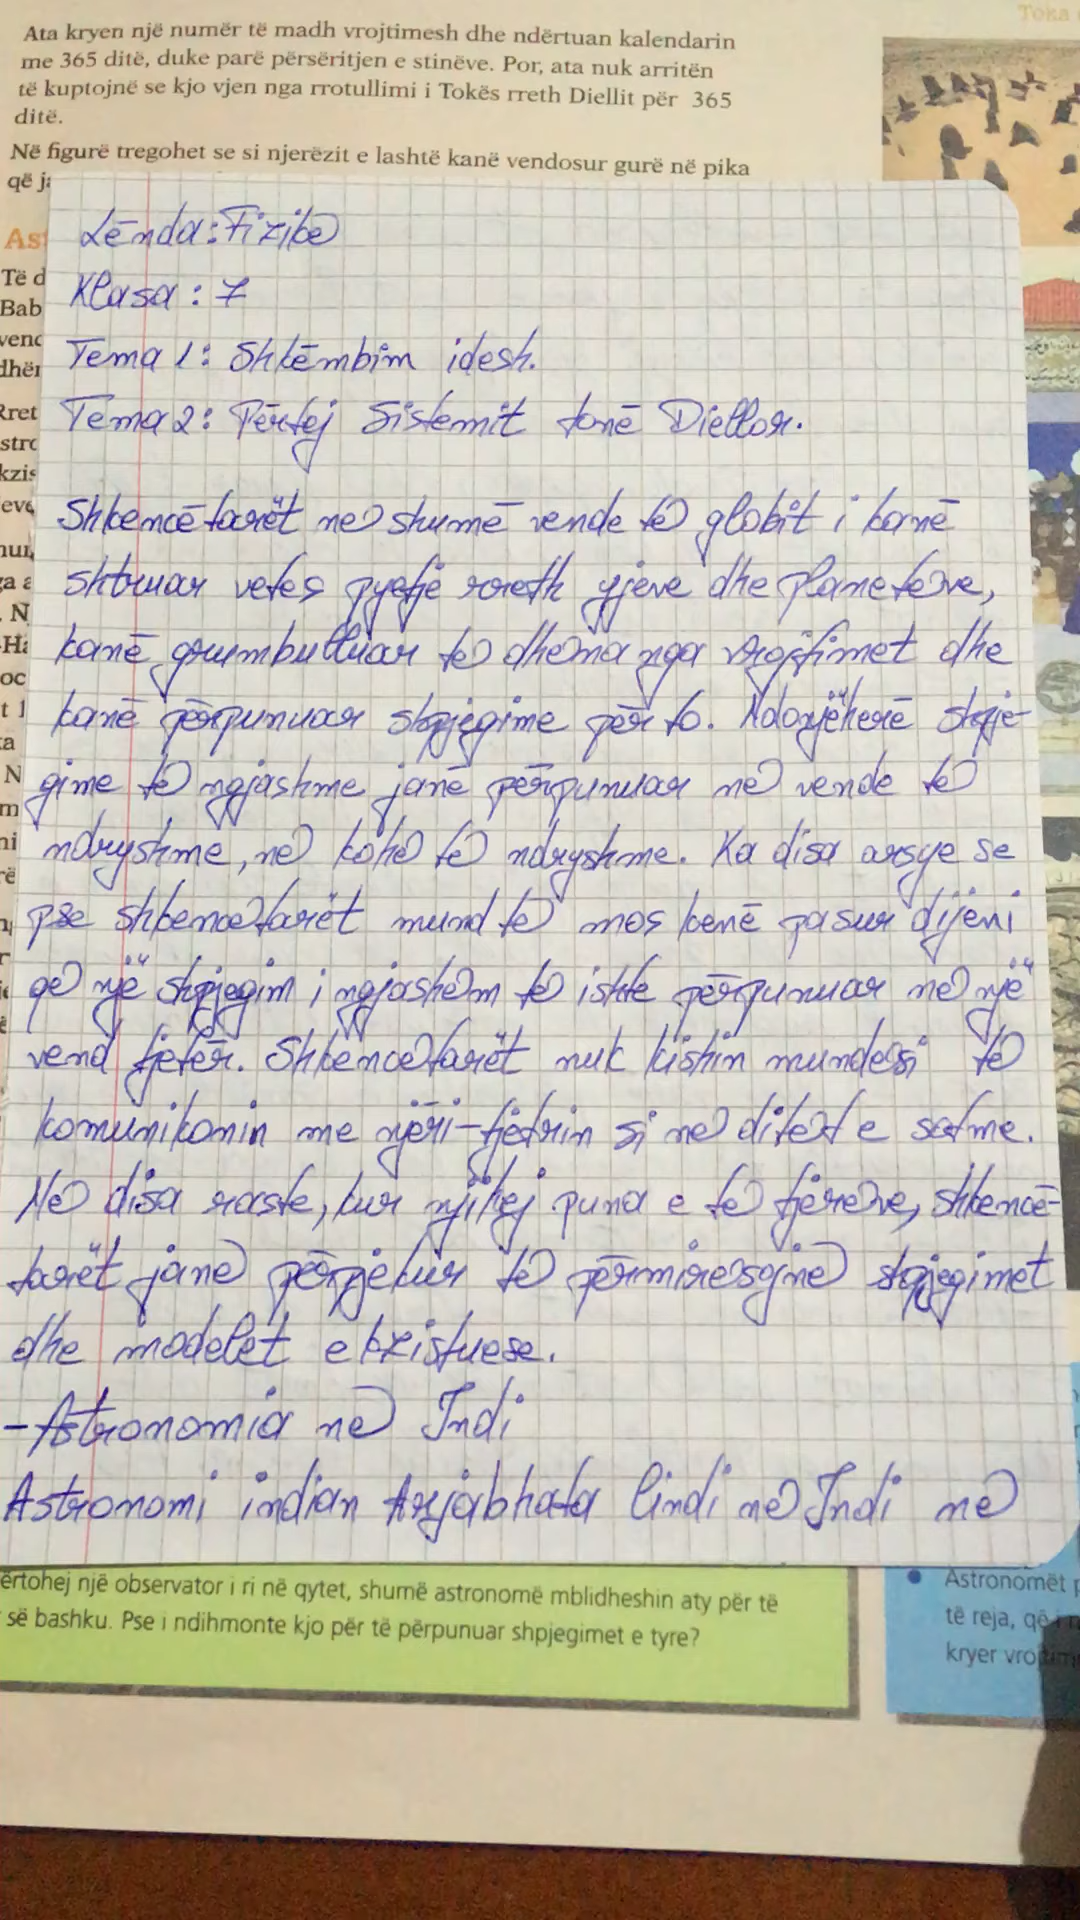 Toka
Ata kryen një numër të madh vrojtimesh dhe ndërtuan kalendarin
me 365 ditë, duke parë përsëritjen e stinëve. Por, ata nuk arritën
të kuptojnë se kjo vjen nga rrotullimi i Tokës rreth Diellit për 365
ditë.
Në figurë tregohet se si njerëzit e lashtë kanë vendosur gurë në pika
që
Lënda: Fizikë
Klasa: 7
Tema 1: Shkëmbim idesh.
Tema 2: Përtej Sistemit tonë Diellor.
Shkencëtarët në shumë vende të globit i kanë
shtruar vetes pyetje rreth yjeve dhe planetëve,
kanë grumbulluar të dhëna nga vrojtimet dhe
kanë përpunuar shpjegime për to. Ndonjëherë shpje-
gime të ngjashme janë përpunuar në vende të
ndryshme, në kohë të ndryshme. Ka disa arsye se
pse shkencëtarët mund të mos kenë pasur dijeni
që një shpjegim i ngjashëm të ishte përpunuar në një
vend tjetër. Shkencëtarët nuk kishin mundësi të
komunikonin me njëri-tjëtrin si në ditët e sotme.
Në disa raste, kur njihej puna e të tjerëve, shkencë-
tarët janë përpjekur të përmirësojnë shpjegimet
dhe modelet ekzistuese.
-Astronomia në Indi
Astronomi indian Arjabhata lindi në Indi në
ërtohej një observator i ri në qytet, shumë astronomë mblidheshin aty për të
së bashku. Pse i ndihmonte kjo për të përpunuar shpjegimet e tyre?
• Astronomët
të reja, që
kryer